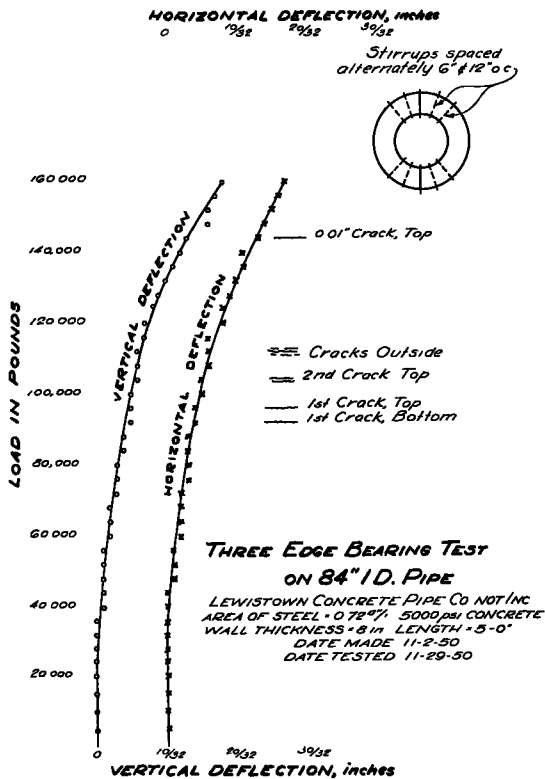 HORIZONTAL DEFLECTION, inches
0 10/32 20/32 30/32
Stirrups spaced
alternately 6" & 12" o c
160 000
140,000
120 000
100,000
80,000
60 000
40 000
20 000
LOAD IN POUNDS
VERTICAL DEFLECTION
HORIZONTAL DEFLECTION
0 01" Crack, Top
Cracks Outside
2nd Crack Top
1st Crack, Top
1st Crack, Bottom
THREE EDGE BEARING TEST
ON 84" I D. PIPE
LEWISTOWN CONCRETE PIPE CO NOT INC
AREA OF STEEL = 0 72 5000 psi CONCRETE
WALL THICKNESS = 8 in LENGTH = 5-0"
DATE MADE 11-2-50
DATE TESTED 11-29-50
0 10/32 20/32 30/32
VERTICAL DEFLECTION, inches